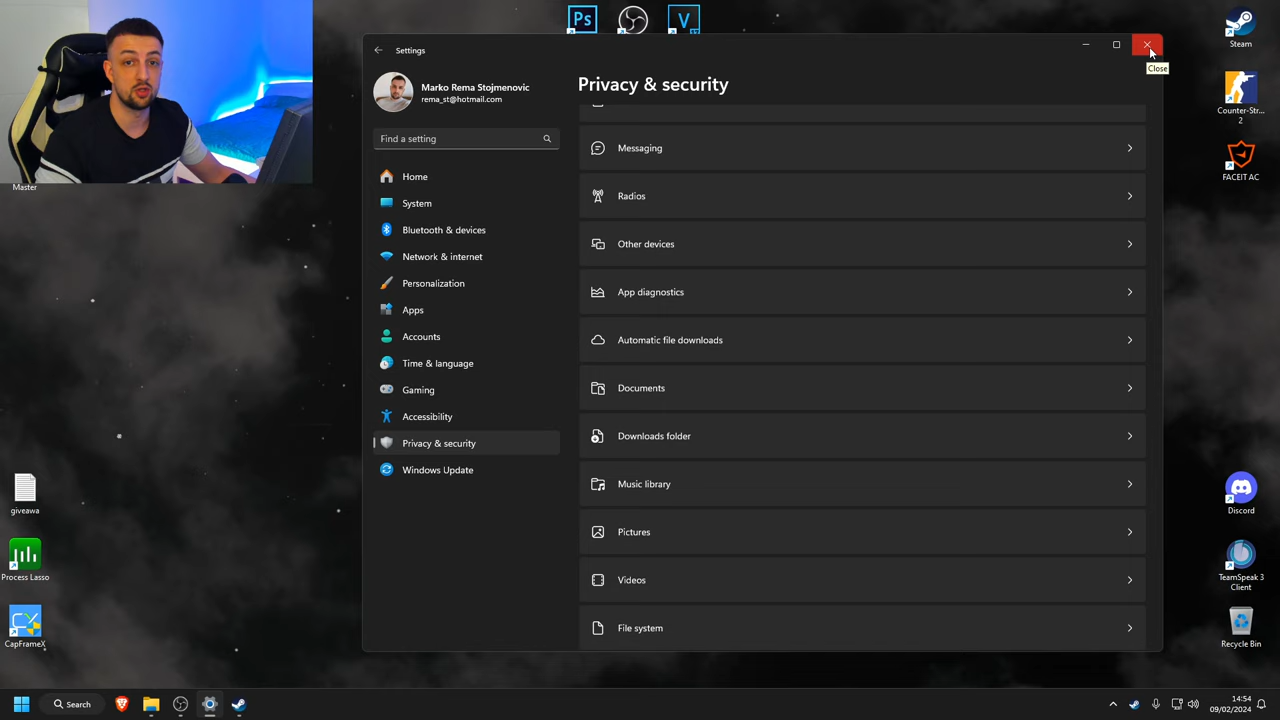 Ps
V
Settings
Close
Marko Rema Stojmenovic
rema_st@hotmail.com
Find a setting
Home
System
Bluetooth & devices
Network & internet
Personalization
Apps
Accounts
Time & language
Gaming
Accessibility
Privacy & security
Windows Update
Privacy & security
Messaging
Radios
Other devices
App diagnostics
Automatic file downloads
Documents
Downloads folder
Music library
Pictures
Videos
File system
Master
giveawa
Process Lasso
CX
CapFrameX
Steam
Counter-Str...
2
FACEIT AC
Discord
TeamSpeak 3
Client
Recycle Bin
Search
14:54
09/02/2024